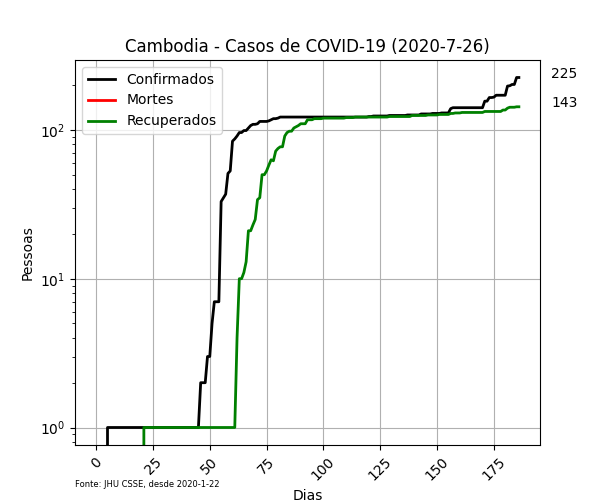 Cambodia - Casos de COVID-19 (2020-7-26)
Confirmados
Mortes
Recuperados
225
143
10²
10¹
10⁰
Pessoas
0 25 50 75 100 125 150 175
Fonte: JHU CSSE, desde 2020-1-22
Dias